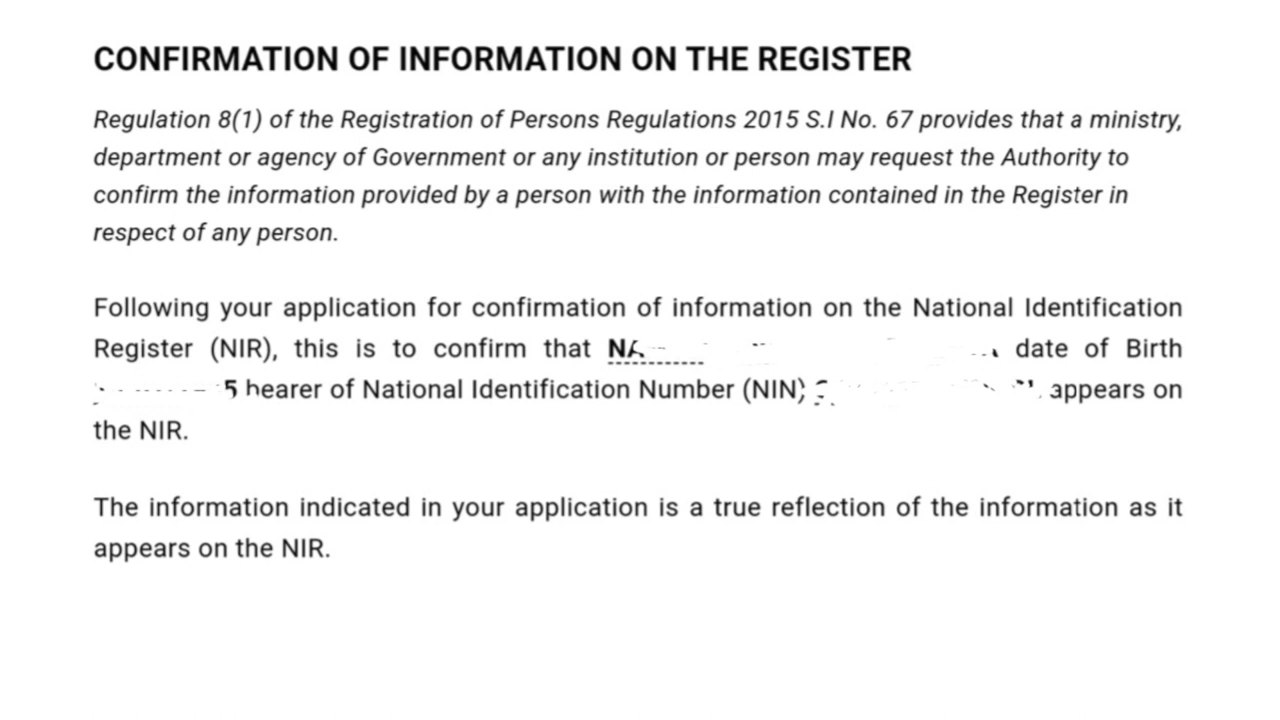 CONFIRMATION OF INFORMATION ON THE REGISTER
Regulation 8(1) of the Registration of Persons Regulations 2015 S.I No. 67 provides that a ministry,
department or agency of Government or any institution or person may request the Authority to
confirm the information provided by a person with the information contained in the Register in
respect of any person.
Following your application for confirmation of information on the National Identification
Register (NIR), this is to confirm that date of Birth
bearer of National Identification Number (NIN) appears on
the NIR.
The information indicated in your application is a true reflection of the information as it
appears on the NIR.